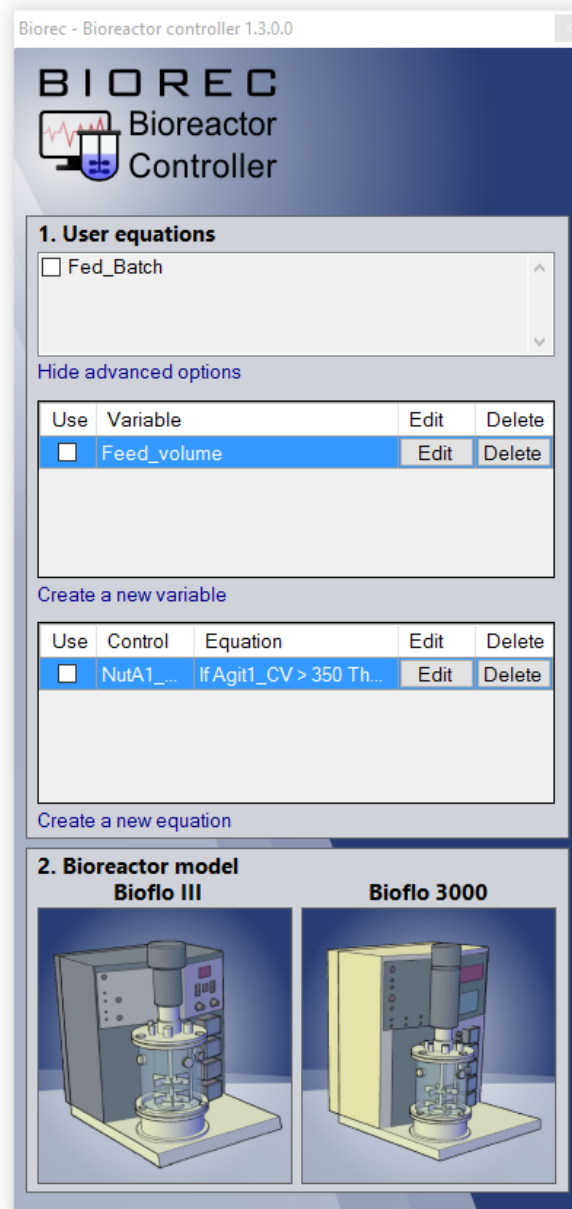 Biorec - Bioreactor controller 1.3.0.0
BIOREC
Bioreactor
Controller
1. User equations
Fed_Batch
Hide advanced options
Use Variable Edit Delete
Feed_volume Edit Delete
Create a new variable
Use Control Equation Edit Delete
NutA1_... If Agit1_CV > 350 Th... Edit Delete
Create a new equation
2. Bioreactor model
Bioflo III Bioflo 3000